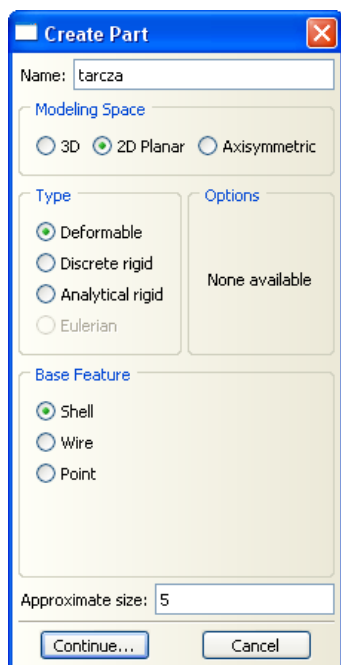 Create Part
Name: tarcza
Modeling Space
3D 2D Planar Axisymmetric
Type
Options
Deformable
Discrete rigid
Analytical rigid
Eulerian
None available
Base Feature
Shell
Wire
Point
Approximate size: 5
Continue... Cancel